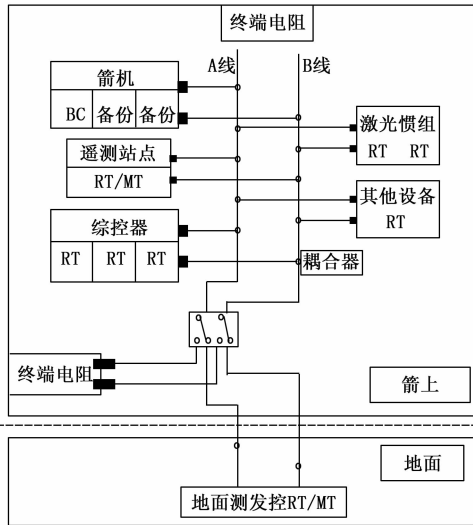 终端电阻
A线
B线
箭机
BC 备份 备份
激光惯组
RT RT
遥测站点
RT/MT
其他设备
RT
综控器
RT RT RT
耦合器
终端电阻
箭上
地面
地面测发控RT/MT